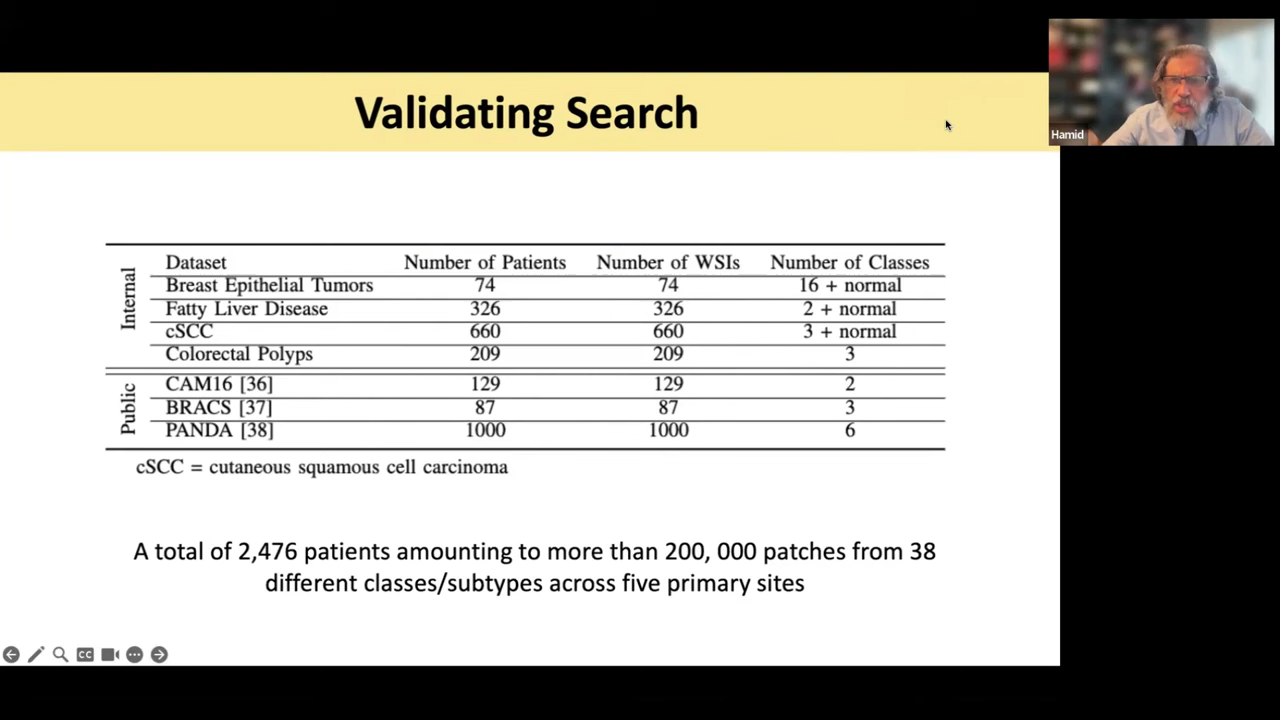 Validating Search
Hamid
Internal
Dataset Number of Patients Number of WSIs Number of Classes
Breast Epithelial Tumors 74 74 16 + normal
Fatty Liver Disease 326 326 2 + normal
cSCC 660 660 3 + normal
Colorectal Polyps 209 209 3
Public
CAM16 [36] 129 129 2
BRACS [37] 87 87 3
PANDA [38] 1000 1000 6
cSCC = cutaneous squamous cell carcinoma
A total of 2,476 patients amounting to more than 200, 000 patches from 38
different classes/subtypes across five primary sites
CC